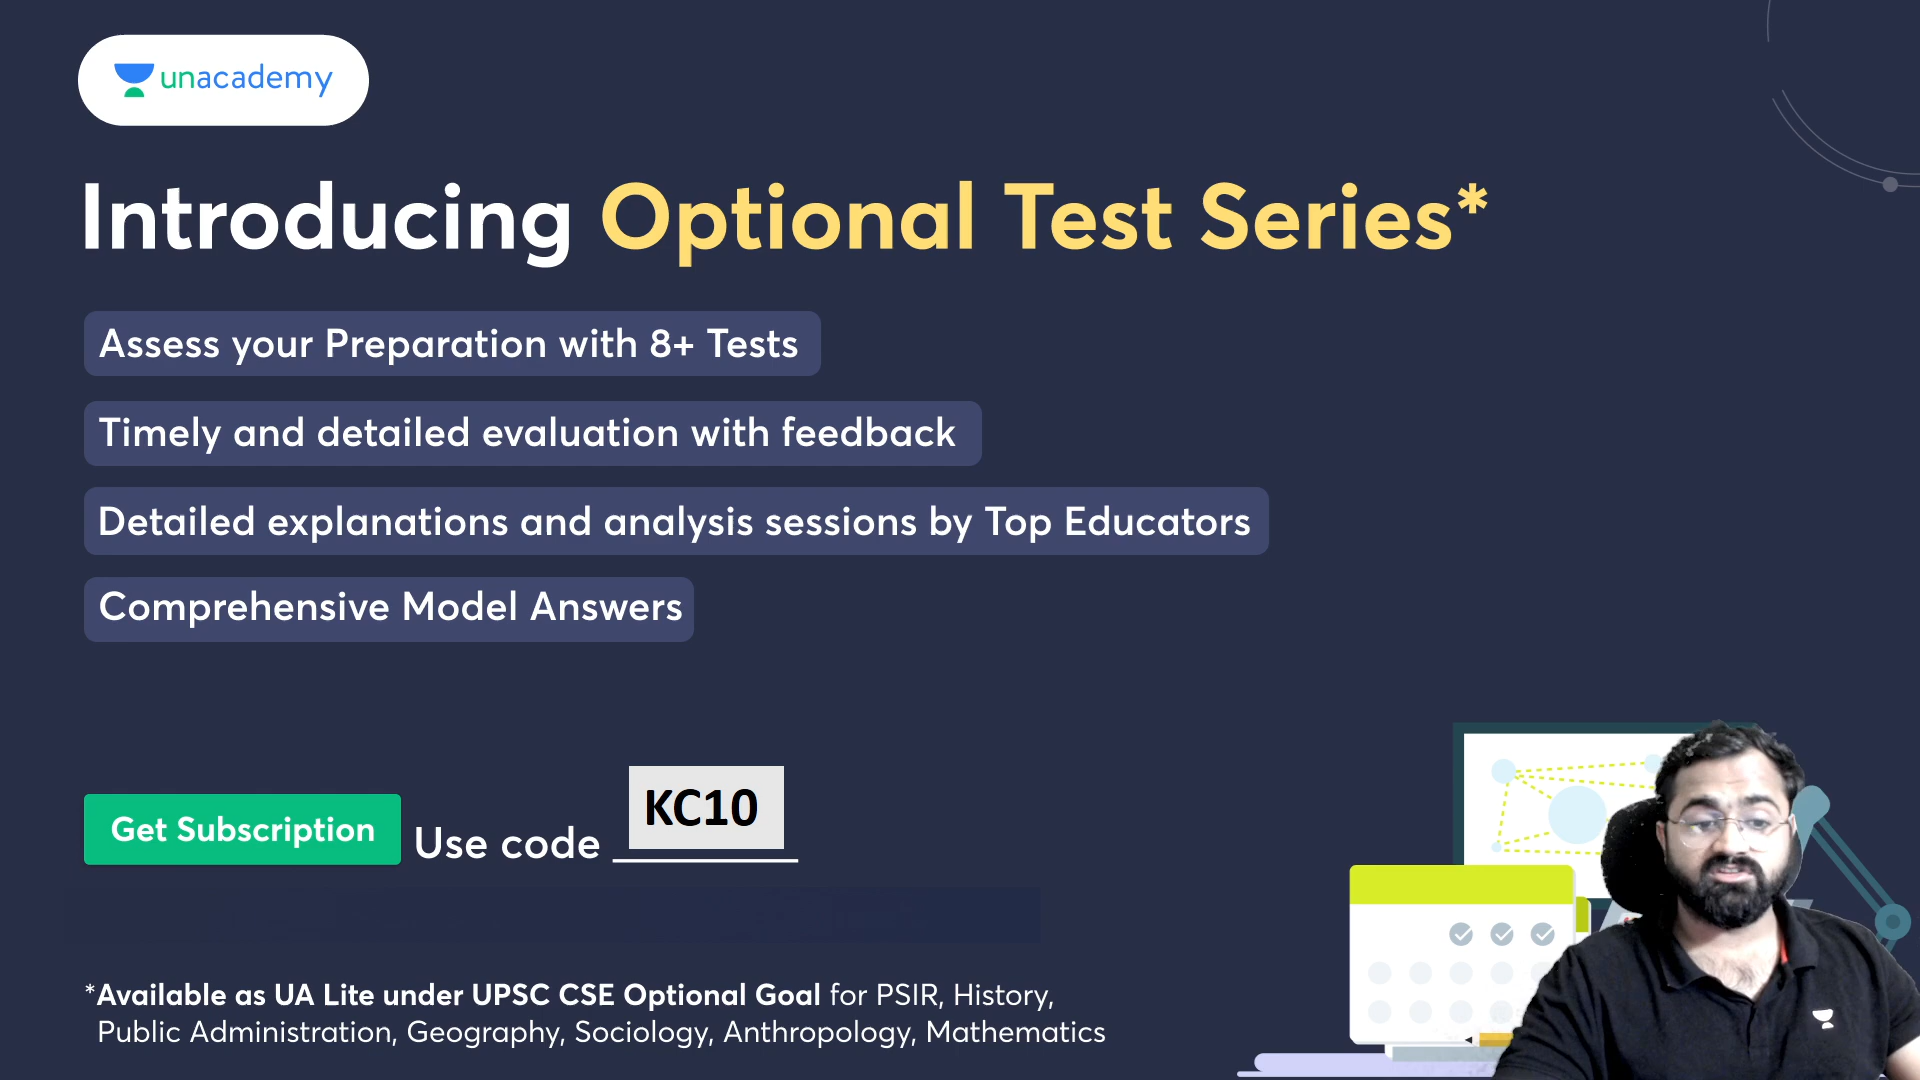 unacademy
Introducing Optional Test Series*
Assess your Preparation with 8+ Tests
Timely and detailed evaluation with feedback
Detailed explanations and analysis sessions by Top Educators
Comprehensive Model Answers
Get Subscription Use code KC10
*Available as UA Lite under UPSC CSE Optional Goal for PSIR, History,
Public Administration, Geography, Sociology, Anthropology, Mathematics